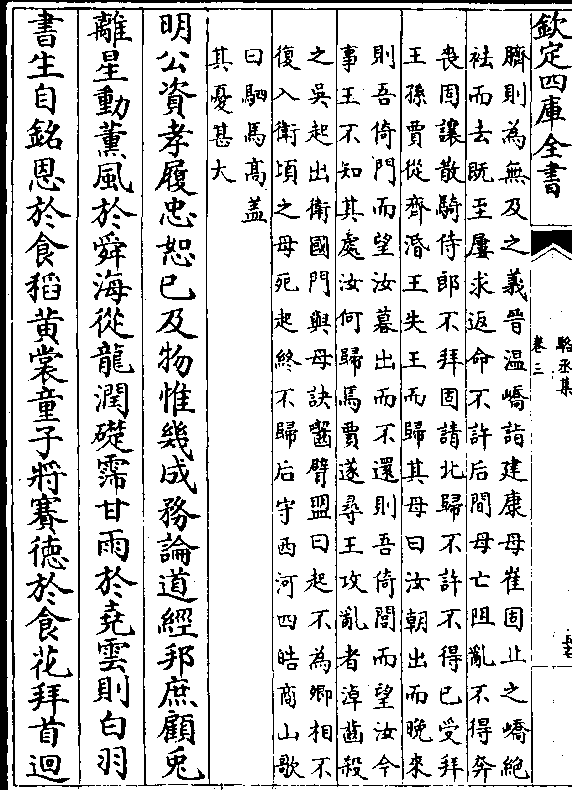 欽定四庫全書
駱丞集
卷三
臍則為無及之義晉温嶠詣建康母崔固止之嶠絶
袪而去既至屢求返命不許后聞母亡阻亂不得奔
喪固讓散騎侍郎不拜固請北歸不許不得已受拜
王孫賈從齊湣王失王而歸其母曰汝朝出而晚來
則吾倚門而望汝暮出而不還則吾倚閭而望汝今
事王不知其處汝何歸馬賈遂尋王攻亂者淖齒殺
之吳起出衛國門與母訣齧臂盟曰起不為卿相不
復入衛頃之母死起終不歸后守西河四皓商山歌
曰駟馬高盖
其憂甚大
明公資孝履忠恕已及物惟幾成務論道經邦庶顧兎
離星動薫風於舜海從龍潤礎霈甘雨於堯雲則白羽
書生自銘恩於食稻黄裳童子將賽德於食花拜首迴